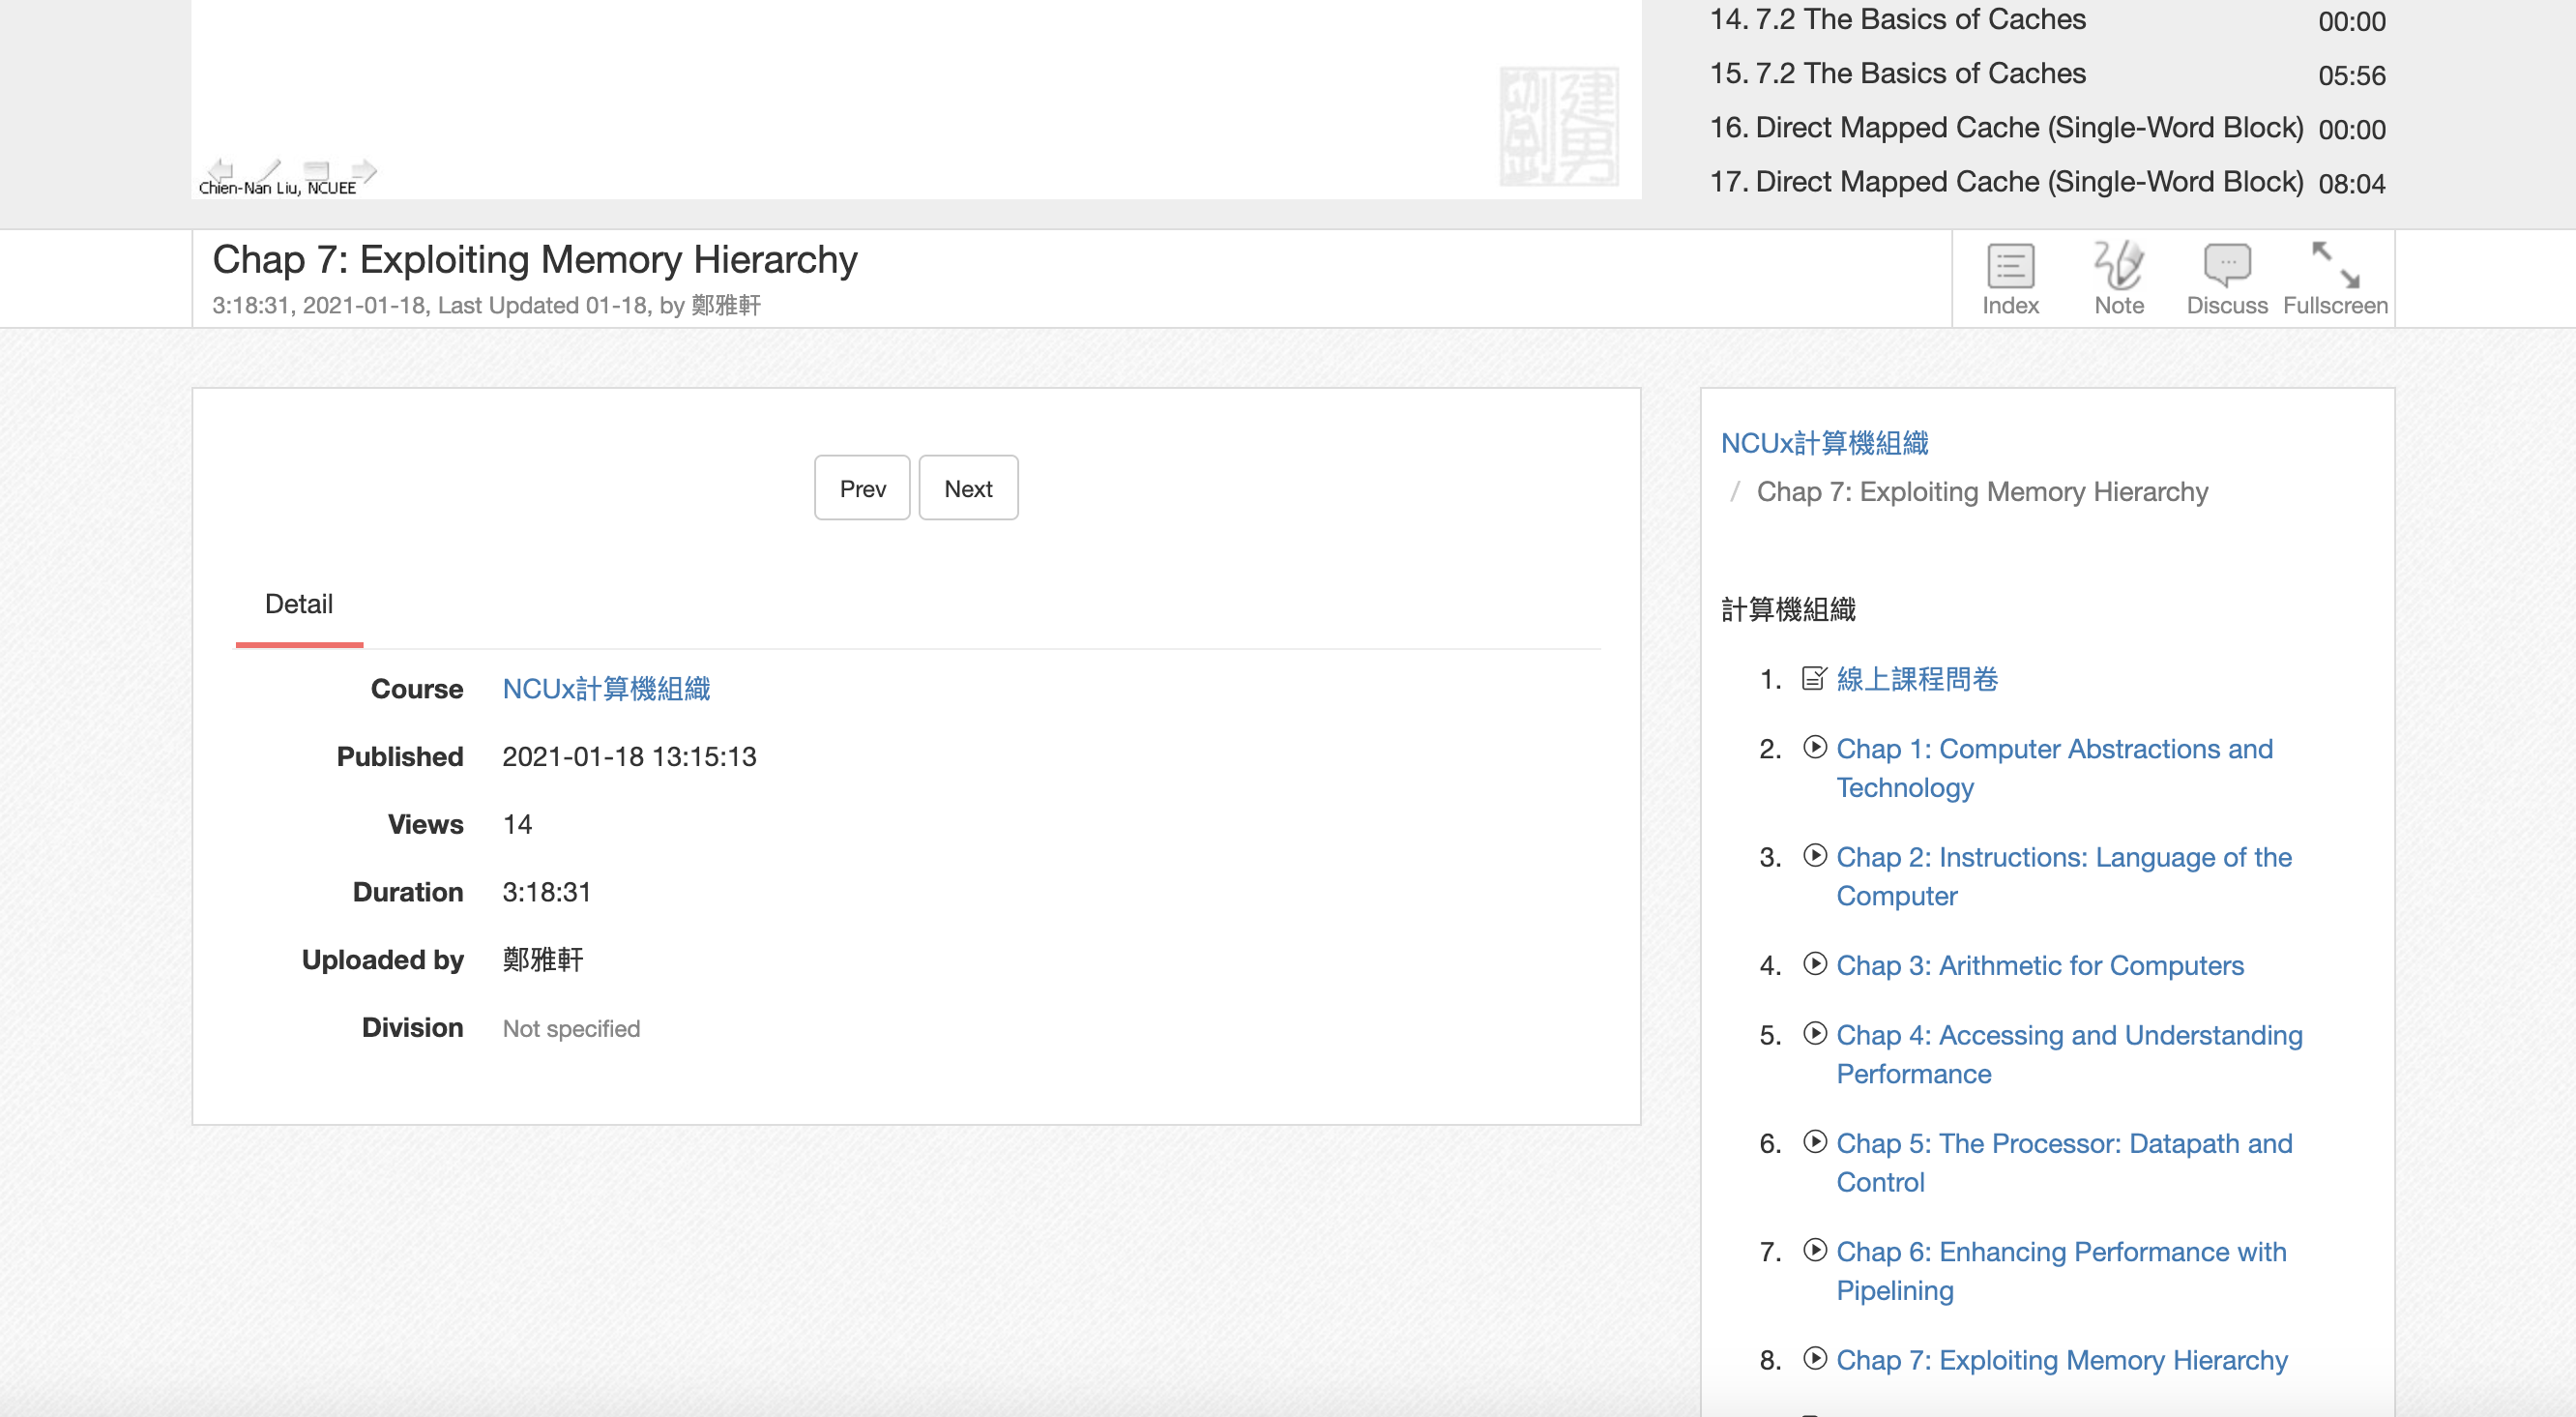 14. 7.2 The Basics of Caches 00:00
15. 7.2 The Basics of Caches 05:56
16. Direct Mapped Cache (Single-Word Block) 00:00
17. Direct Mapped Cache (Single-Word Block) 08:04
劉建男
Chien-Nan Liu, NCUEE
Chap 7: Exploiting Memory Hierarchy
3:18:31, 2021-01-18, Last Updated 01-18, by 鄭雅軒
Index Note Discuss Fullscreen
Prev Next
Detail
Course NCUx計算機組織
Published 2021-01-18 13:15:13
Views 14
Duration 3:18:31
Uploaded by 鄭雅軒
Division Not specified
NCUx計算機組織
/ Chap 7: Exploiting Memory Hierarchy
計算機組織
1. 線上課程問卷
2. Chap 1: Computer Abstractions and
Technology
3. Chap 2: Instructions: Language of the
Computer
4. Chap 3: Arithmetic for Computers
5. Chap 4: Accessing and Understanding
Performance
6. Chap 5: The Processor: Datapath and
Control
7. Chap 6: Enhancing Performance with
Pipelining
8. Chap 7: Exploiting Memory Hierarchy